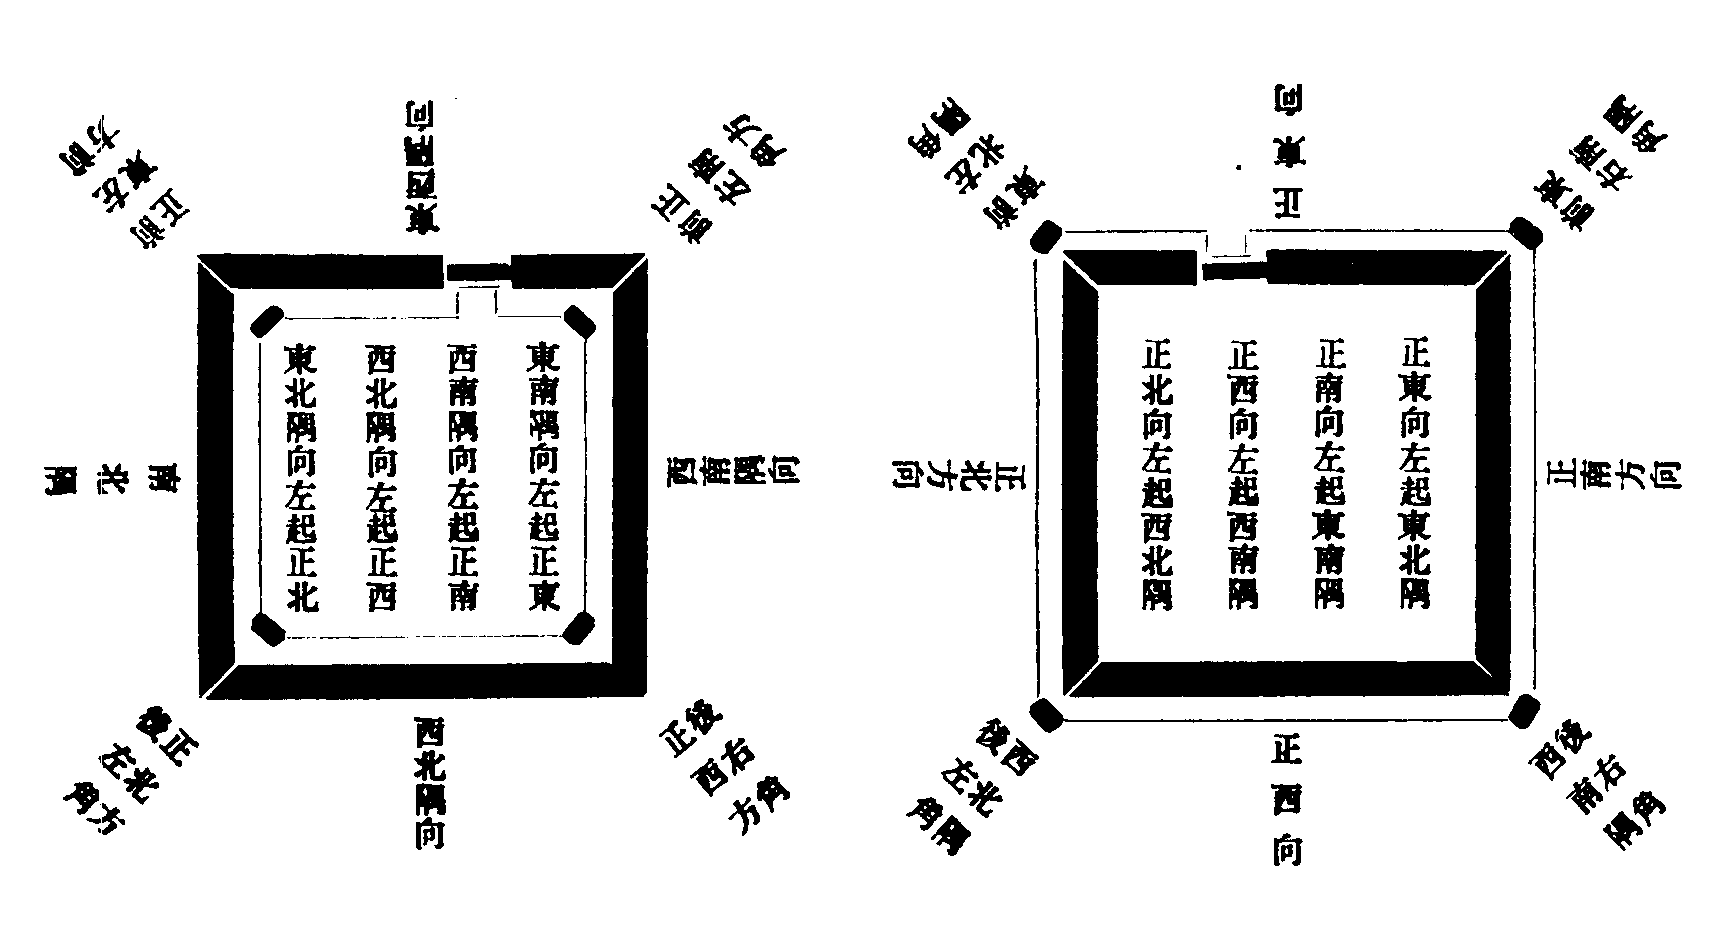 正東向
東南隅
前右角
正南方向
西南隅
後右角
正西向
西北隅
後左角
正北方向
東北隅
前左角
正東向左起東北隅
正南向左起東南隅
正西向左起西南隅
正北向左起西北隅
東西隅向
正南方
前左角
西南隅向
正西方
後右角
西北隅向
正北方
後左角
北
正東方
前左前
東南隅向左起正東
西南隅向左起正南
西北隅向左起正西
東北隅向左起正北